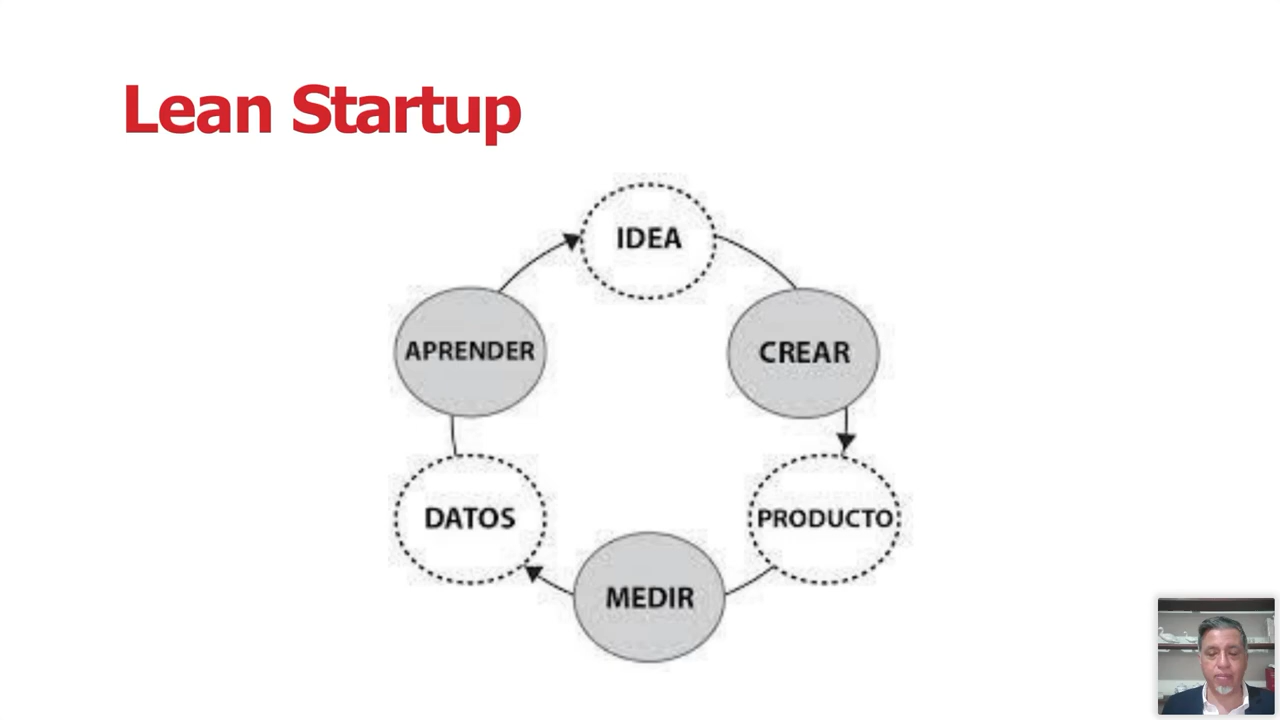 Lean Startup
IDEA
CREAR
PRODUCTO
MEDIR
DATOS
APRENDER